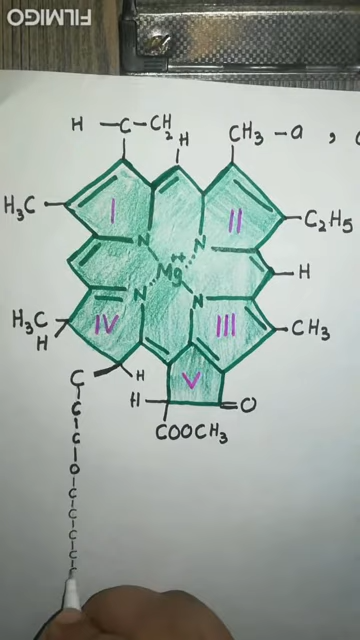 FILMIGO
H - C - CH2
H
CH3 - a ,
H3C
I
II
C2H5
N
N
Mg++
H
N
N
H3C
H
IV
III
CH3
C
H
V
H
O
C
COOCH3
C
O
C
C
C
C
C